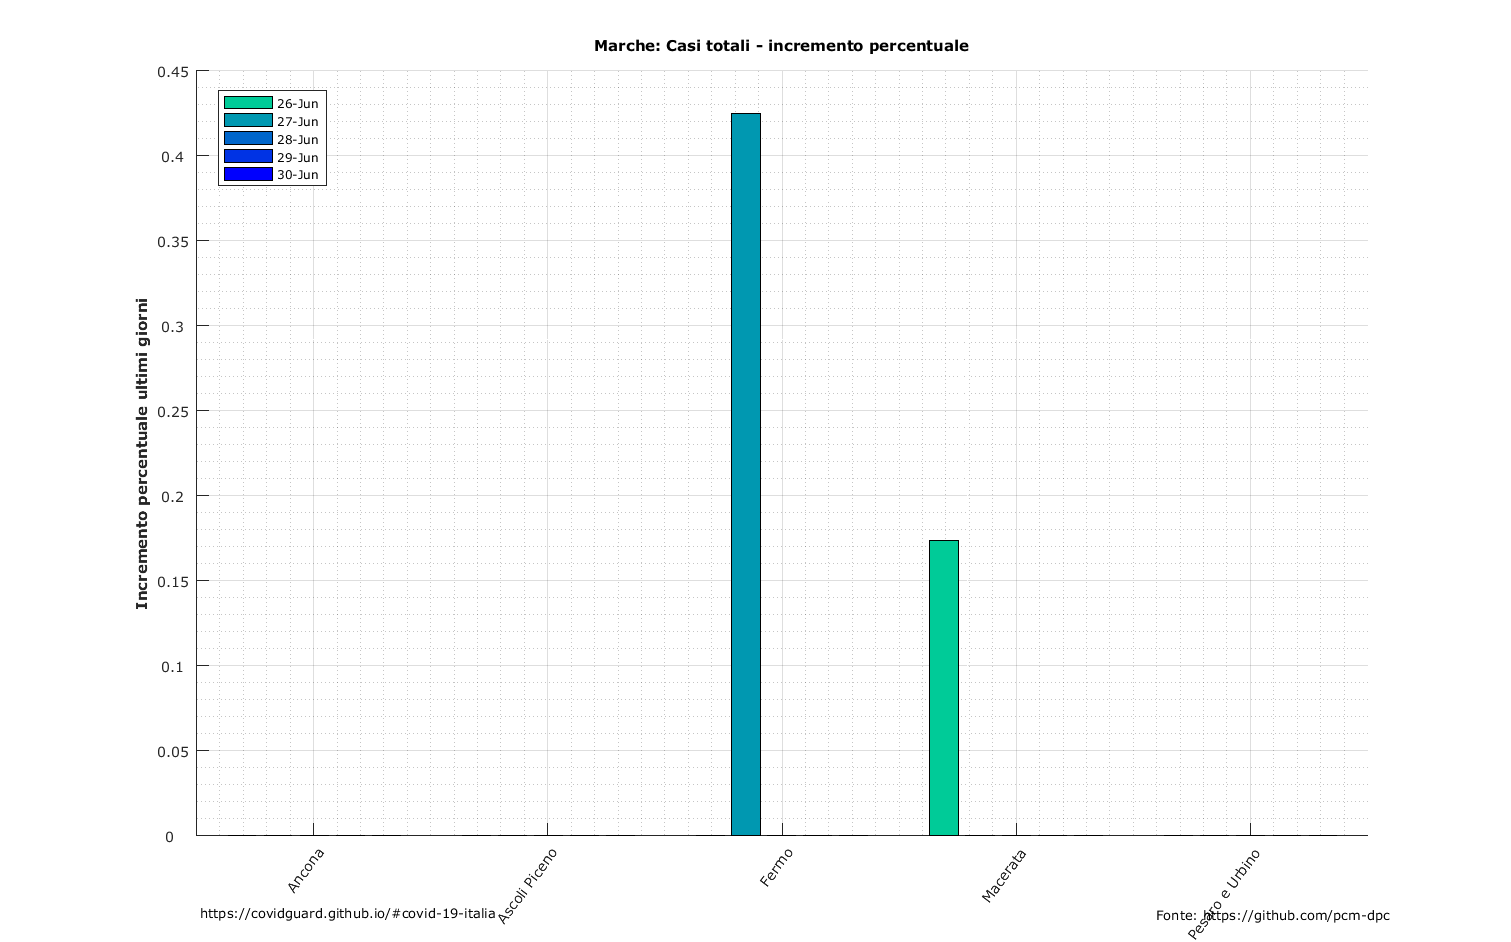 Marche: Casi totali - incremento percentuale
Incremento percentuale ultimi giorni
0.45
0.4
0.35
0.3
0.25
0.2
0.15
0.1
0.05
0
26-Jun
27-Jun
28-Jun
29-Jun
30-Jun
Ancona
Ascoli Piceno
Fermo
Macerata
Pesaro e Urbino
https://covidguard.github.io/#covid-19-italia
Fonte: https://github.com/pcm-dpc